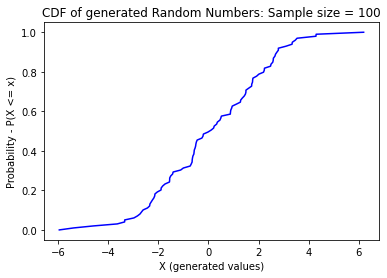 CDF of generated Random Numbers: Sample size = 100
1.0
0.8
0.6
0.4
0.2
0.0
Probability - P(X <= x)
−6 −4 −2 0 2 4 6
X (generated values)